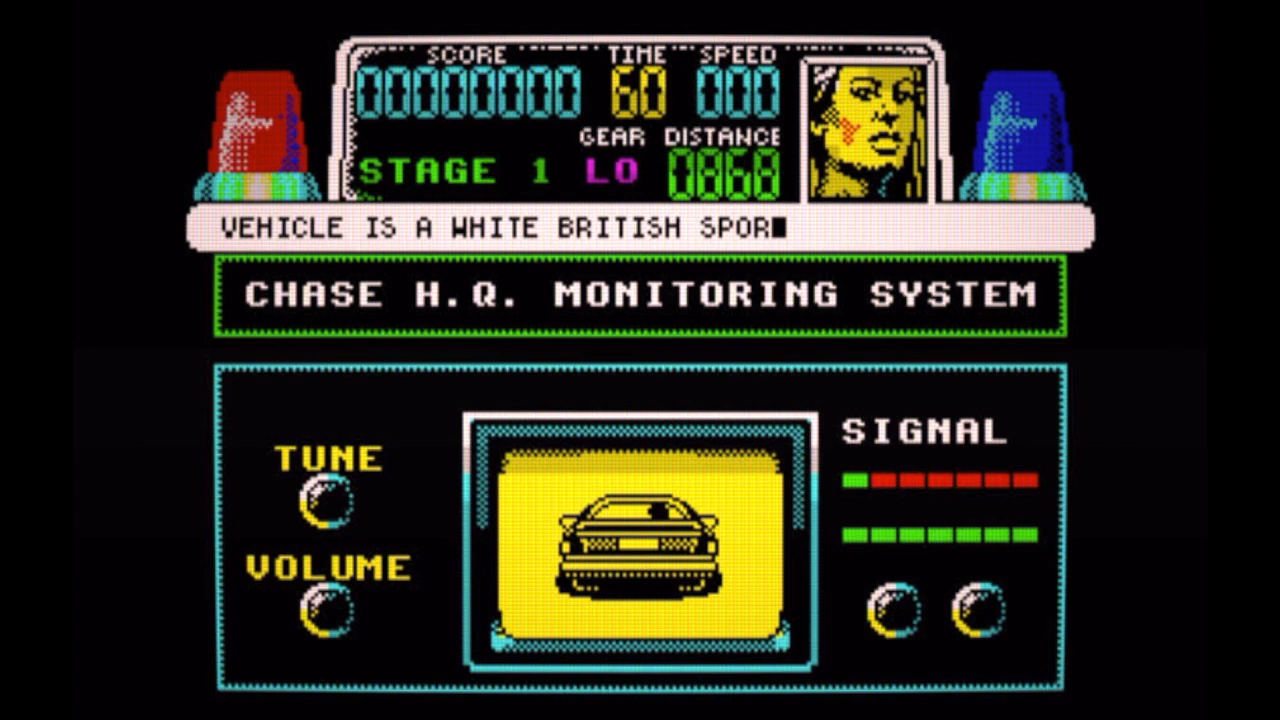 SCORE TIME SPEED
00000000 60 000
GEAR DISTANCE
STAGE 1 LO 0868
VEHICLE IS A WHITE BRITISH SPOR
CHASE H.Q. MONITORING SYSTEM
SIGNAL
TUNE
VOLUME